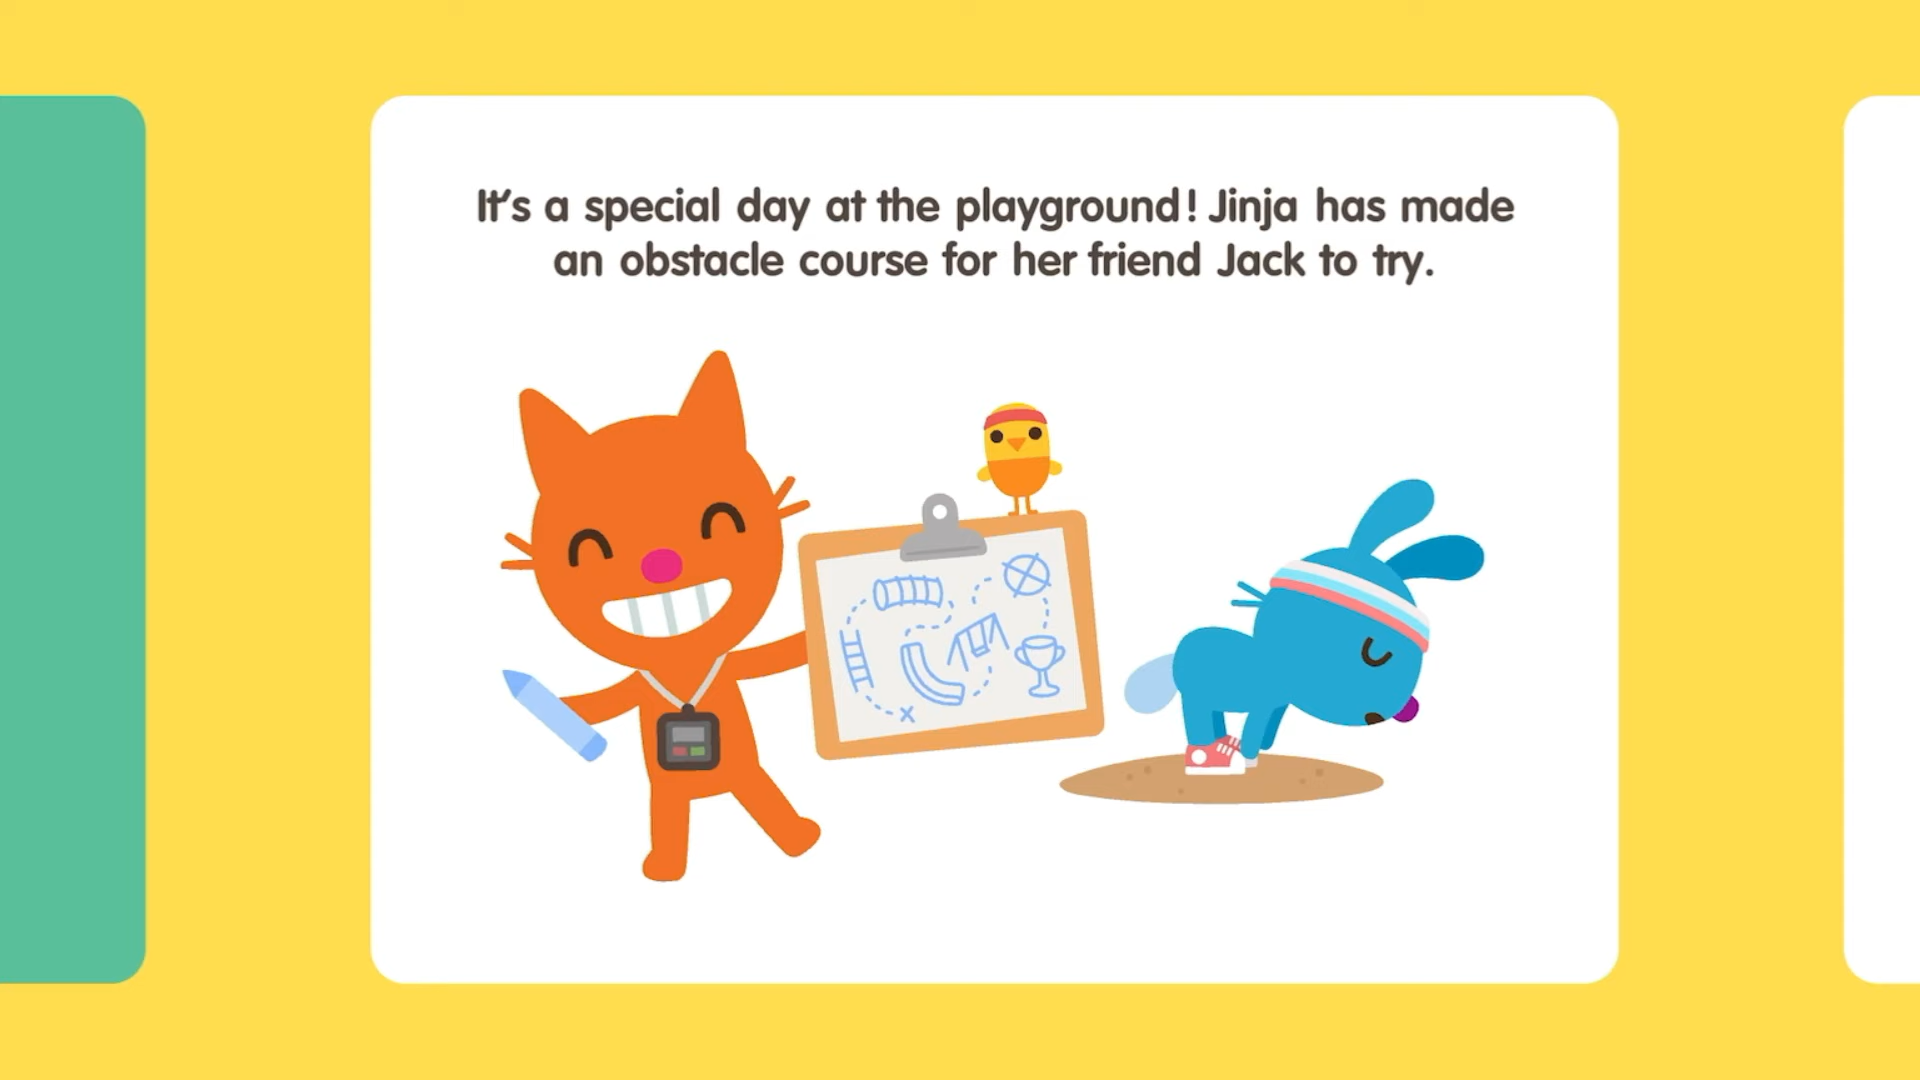 It's a special day at the playground! Jinja has made
an obstacle course for her friend Jack to try.